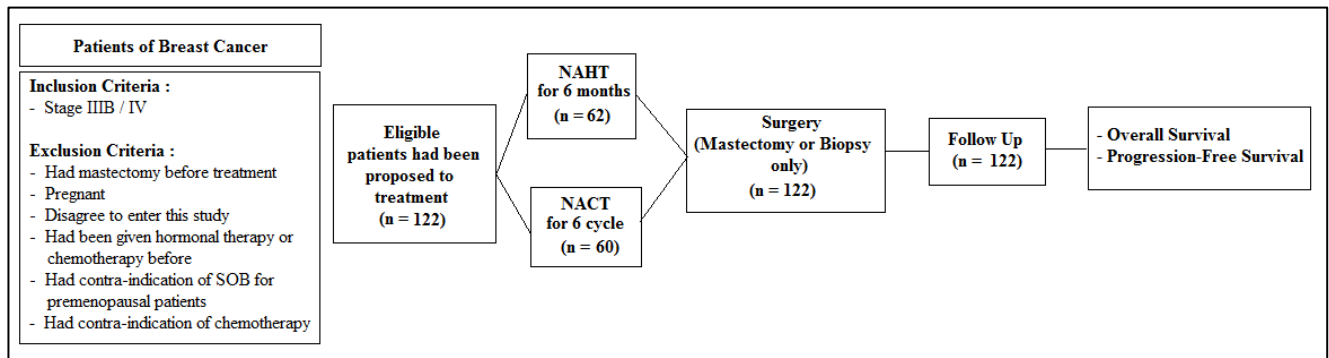 Patients of Breast Cancer
Inclusion Criteria :
- Stage IIIB / IV
Exclusion Criteria :
- Had mastectomy before treatment
- Pregnant
- Disagree to enter this study
- Had been given hormonal therapy or
chemotherapy before
- Had contra-indication of SOB for
premenopausal patients
- Had contra-indication of chemotherapy
Eligible
patients had been
proposed to
treatment
(n = 122)
NAHT
for 6 months
(n = 62)
NACT
for 6 cycle
(n = 60)
Surgery
(Mastectomy or Biopsy
only)
(n = 122)
Follow Up
(n = 122)
- Overall Survival
- Progression-Free Survival